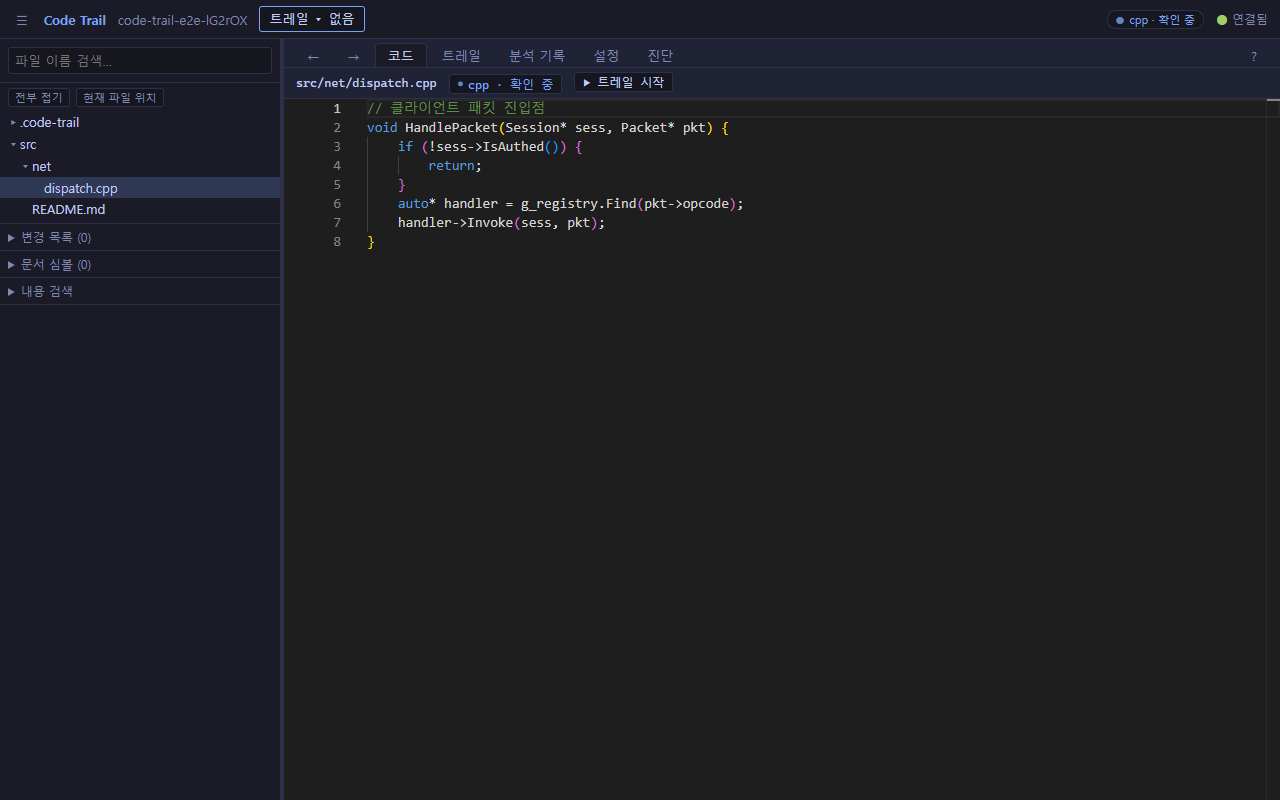 ☰ Code Trail code-trail-e2e-lG2rOX 트레일 ▾ 없음 ● cpp · 확인 중 ● 연결됨
파일 이름 검색...
전부 접기 현재 파일 위치
▸ .code-trail
▾ src
▾ net
dispatch.cpp
README.md
▶ 변경 목록 (0)
▶ 문서 심볼 (0)
▶ 내용 검색
← → 코드 트레일 분석 기록 설정 진단 ?
src/net/dispatch.cpp ● cpp · 확인 중 ▶ 트레일 시작
1 // 클라이언트 패킷 진입점
2 void HandlePacket(Session* sess, Packet* pkt) {
3     if (!sess->IsAuthed()) {
4         return;
5     }
6     auto* handler = g_registry.Find(pkt->opcode);
7     handler->Invoke(sess, pkt);
8 }